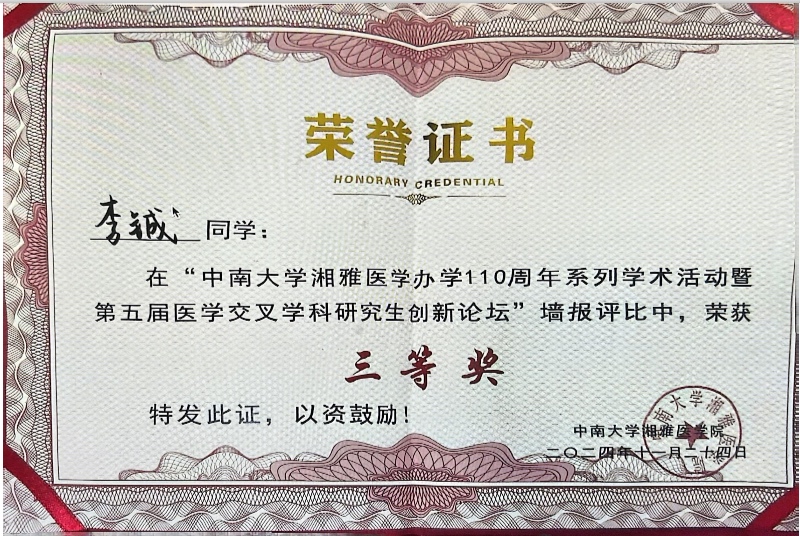 荣誉证书
HONORARY CREDENTIAL
李诚 同学：
在“中南大学湘雅医学办学110周年系列学术活动暨
第五届医学交叉学科研究生创新论坛”墙报评比中，荣获
三等奖
特发此证，以资鼓励！
中南大学湘雅医学院
二〇二四年十一月二十四日